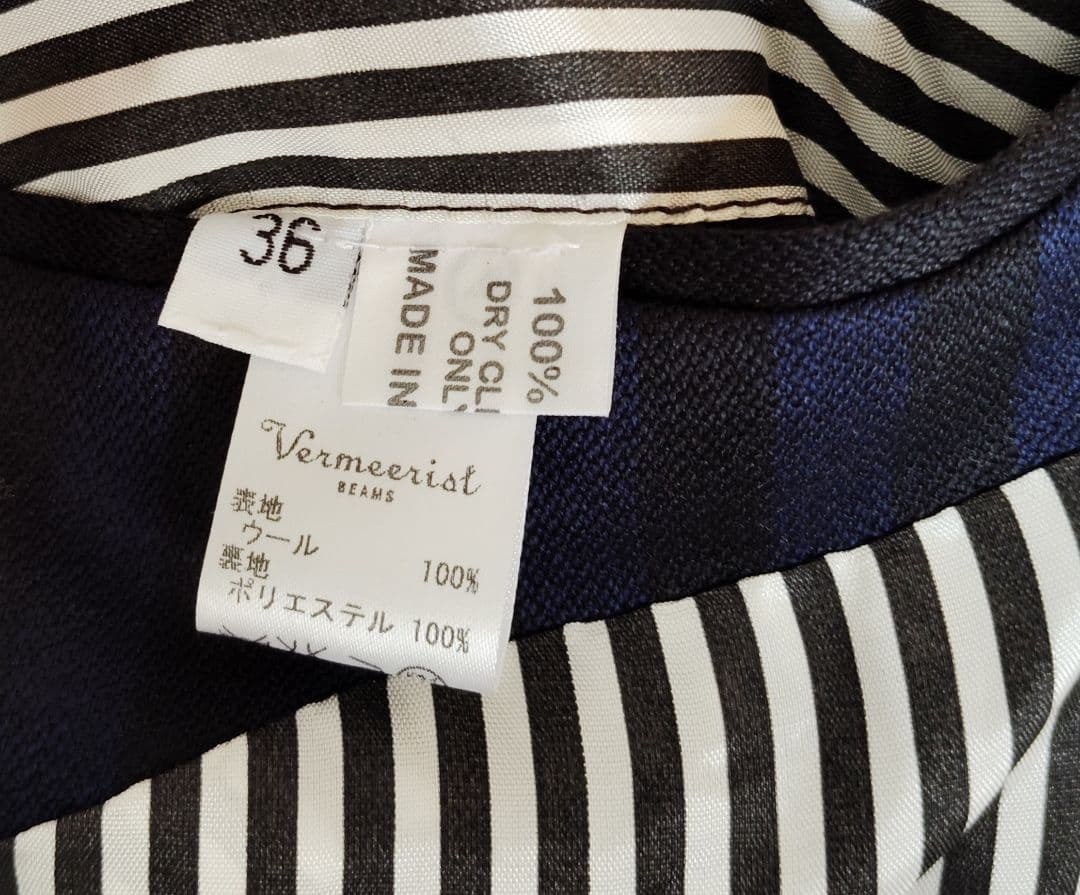 36
100%
DRY CL
ONLY
MADE IN
Vermeerist
BEAMS
表地
ウール 100%
裏地
ポリエステル 100%